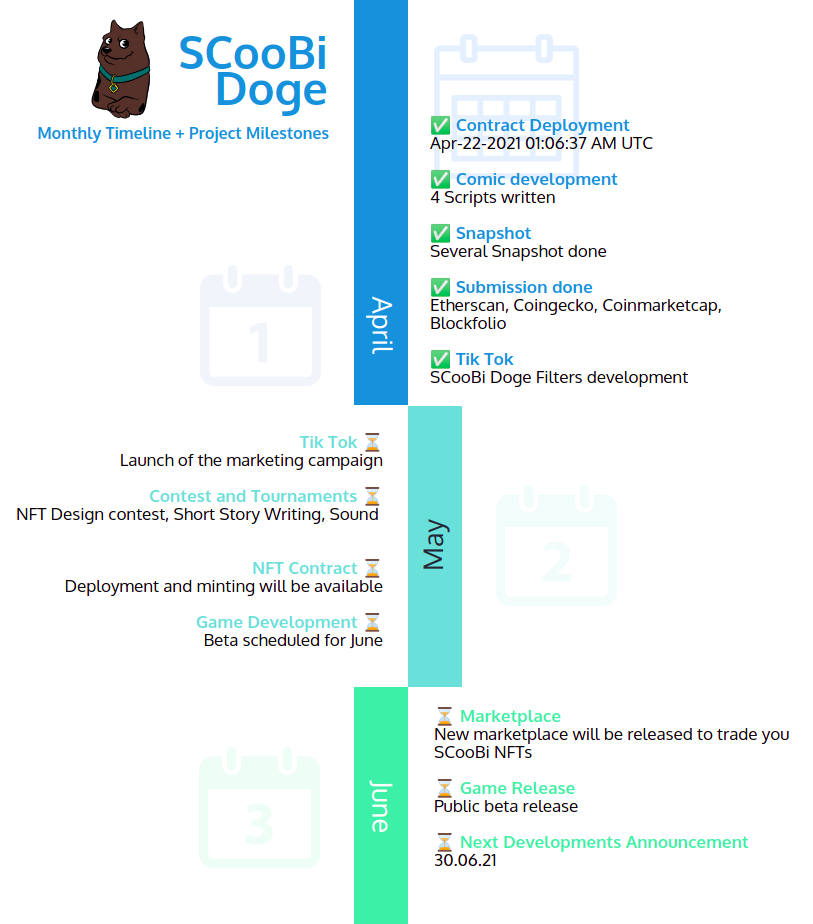 SCooBi
Doge
Monthly Timeline + Project Milestones
April
✅ Contract Deployment
Apr-22-2021 01:06:37 AM UTC
✅ Comic development
4 Scripts written
✅ Snapshot
Several Snapshot done
✅ Submission done
Etherscan, Coingecko, Coinmarketcap,
Blockfolio
✅ Tik Tok
SCooBi Doge Filters development
1
May
Tik Tok ⏳
Launch of the marketing campaign
Contest and Tournaments ⏳
NFT Design contest, Short Story Writing, Sound
NFT Contract ⏳
Deployment and minting will be available
Game Development ⏳
Beta scheduled for June
2
June
⏳ Marketplace
New marketplace will be released to trade you
SCooBi NFTs
⏳ Game Release
Public beta release
⏳ Next Developments Announcement
30.06.21
3